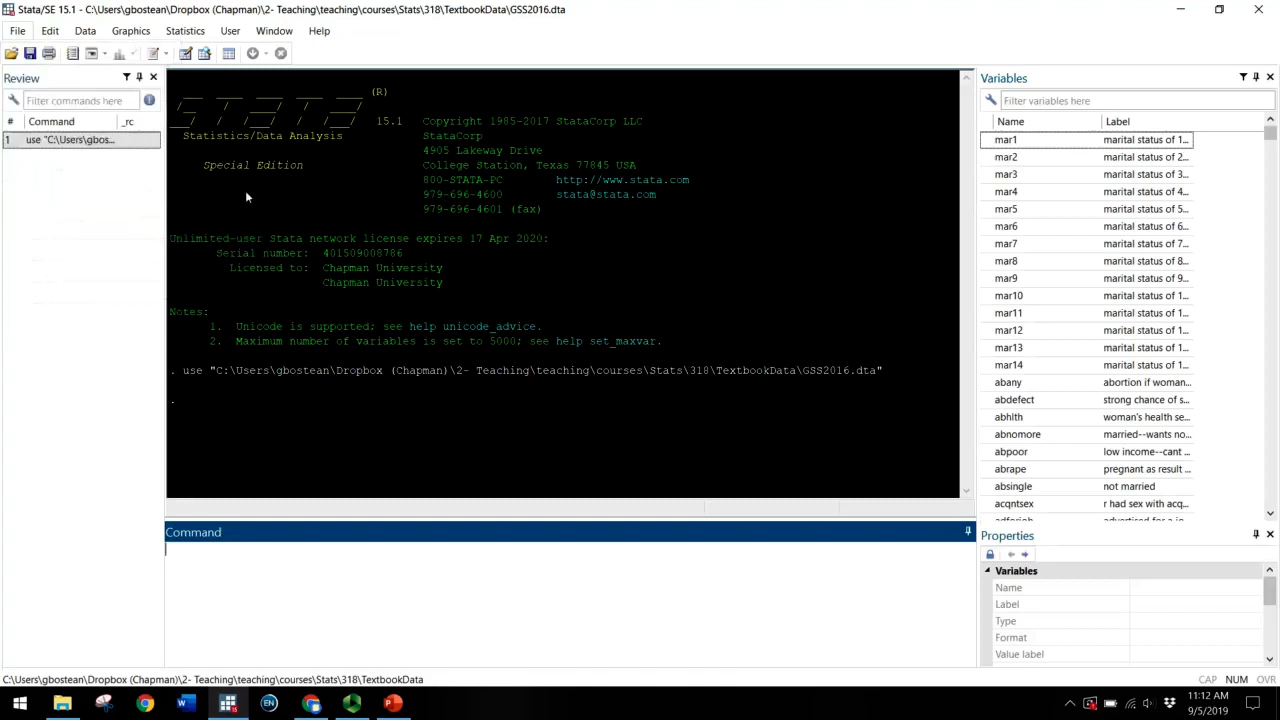 Stata/SE 15.1 - C:\Users\gbostean\Dropbox (Chapman)\2- Teaching\teaching\courses\Stats\318\TextbookData\GSS2016.dta
File Edit Data Graphics Statistics User Window Help
Review
Filter commands here
# Command _rc
1 use "C:\Users\gbos...
(R)
15.1 Copyright 1985-2017 StataCorp LLC
Statistics/Data Analysis StataCorp
4905 Lakeway Drive
Special Edition College Station, Texas 77845 USA
800-STATA-PC http://www.stata.com
979-696-4600 stata@stata.com
979-696-4601 (fax)
Unlimited-user Stata network license expires 17 Apr 2020:
Serial number: 401509008786
Licensed to: Chapman University
Chapman University
Notes:
1. Unicode is supported; see help unicode_advice.
2. Maximum number of variables is set to 5000; see help set_maxvar.
. use "C:\Users\gbostean\Dropbox (Chapman)\2- Teaching\teaching\courses\Stats\318\TextbookData\GSS2016.dta"
.
Command
Variables
Filter variables here
Name Label
mar1 marital status of 1...
mar2 marital status of 2...
mar3 marital status of 3...
mar4 marital status of 4...
mar5 marital status of 5...
mar6 marital status of 6...
mar7 marital status of 7...
mar8 marital status of 8...
mar9 marital status of 9...
mar10 marital status of 1...
mar11 marital status of 1...
mar12 marital status of 1...
mar13 marital status of 1...
mar14 marital status of 1...
abany abortion if woman...
abdefect strong chance of s...
abhlth woman's health se...
abnomore married--wants no...
abpoor low income--cant ...
abrape pregnant as result ...
absingle not married
acqntsex r had sex with acq...
Properties
Variables
Name
Label
Type
Format
Value label
C:\Users\gbostean\Dropbox (Chapman)\2- Teaching\teaching\courses\Stats\318\TextbookData
CAP NUM OVR
11:12 AM
9/5/2019